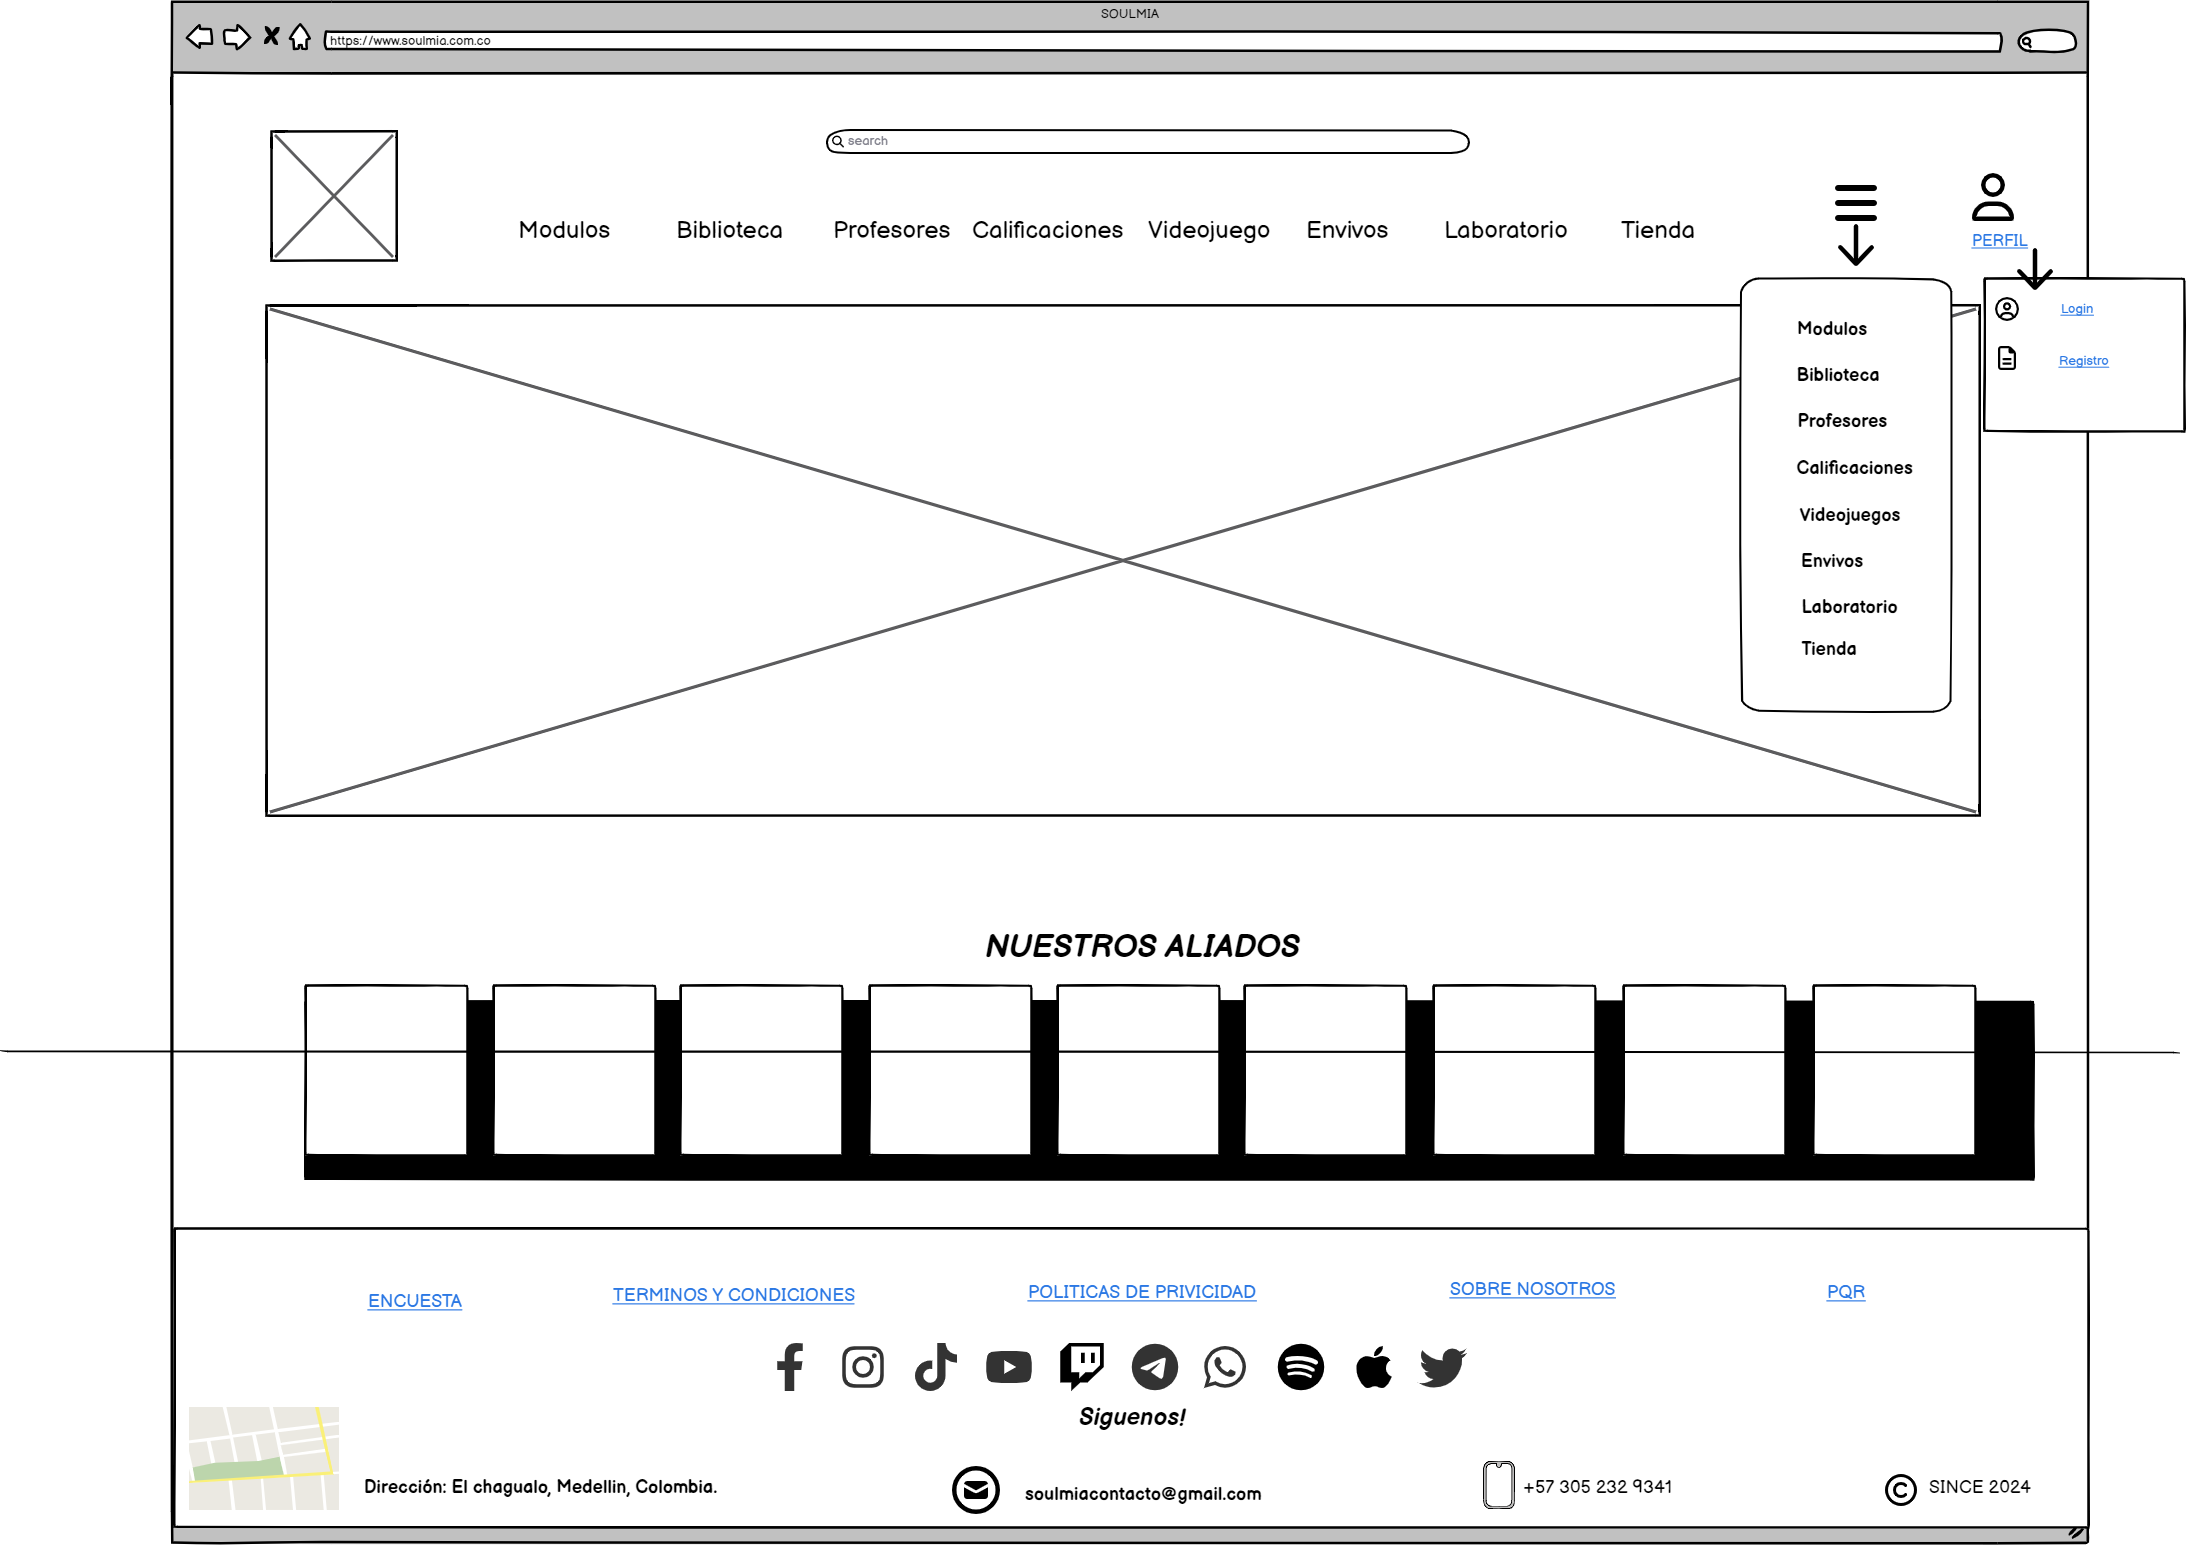 SOULMIA
https://www.soulmia.com.co
search
Modulos Biblioteca Profesores Calificaciones Videojuego Envivos Laboratorio Tienda
PERFIL
Login
Registro
Modulos
Biblioteca
Profesores
Calificaciones
Videojuegos
Envivos
Laboratorio
Tienda
NUESTROS ALIADOS
ENCUESTA TERMINOS Y CONDICIONES POLITICAS DE PRIVICIDAD SOBRE NOSOTROS PQR
Siguenos!
Dirección: El chagualo, Medellin, Colombia.
soulmiacontacto@gmail.com
+57 305 232 9341
© SINCE 2024